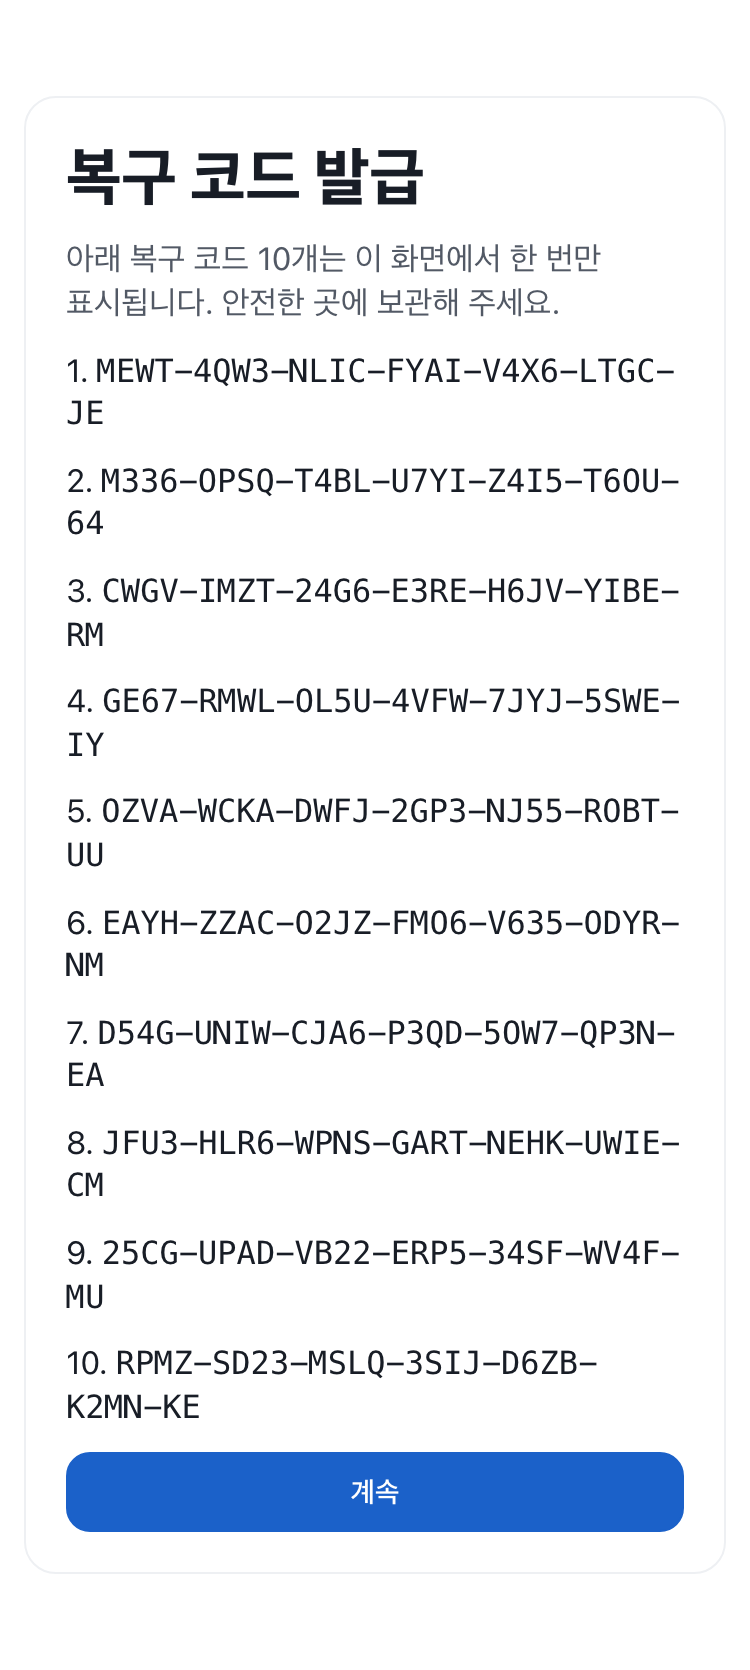 복구 코드 발급
아래 복구 코드 10개는 이 화면에서 한 번만
표시됩니다. 안전한 곳에 보관해 주세요.
1. MEWT-4QW3-NLIC-FYAI-V4X6-LTGC-
JE
2. M336-OPSQ-T4BL-U7YI-Z4I5-T6OU-
64
3. CWGV-IMZT-24G6-E3RE-H6JV-YIBE-
RM
4. GE67-RMWL-OL5U-4VFW-7JYJ-5SWE-
IY
5. OZVA-WCKA-DWFJ-2GP3-NJ55-ROBT-
UU
6. EAYH-ZZAC-O2JZ-FMO6-V635-ODYR-
NM
7. D54G-UNIW-CJA6-P3QD-5OW7-QP3N-
EA
8. JFU3-HLR6-WPNS-GART-NEHK-UWIE-
CM
9. 25CG-UPAD-VB22-ERP5-34SF-WV4F-
MU
10. RPMZ-SD23-MSLQ-3SIJ-D6ZB-
K2MN-KE
계속